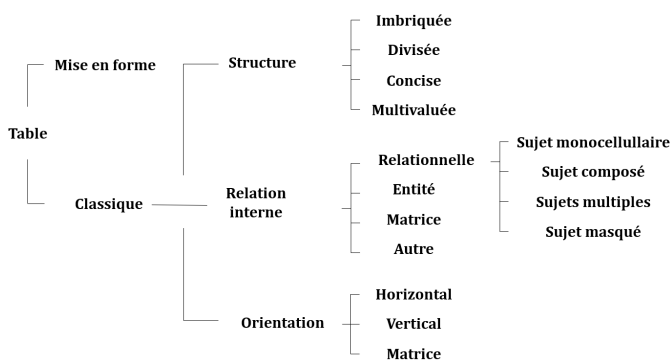 Imbriquée
Divisée
Concise
Multivaluée
Structure
Mise en forme
Table
Classique
Relation
interne
Relationnelle
Entité
Matrice
Autre
Sujet monocellullaire
Sujet composé
Sujets multiples
Sujet masqué
Orientation
Horizontal
Vertical
Matrice